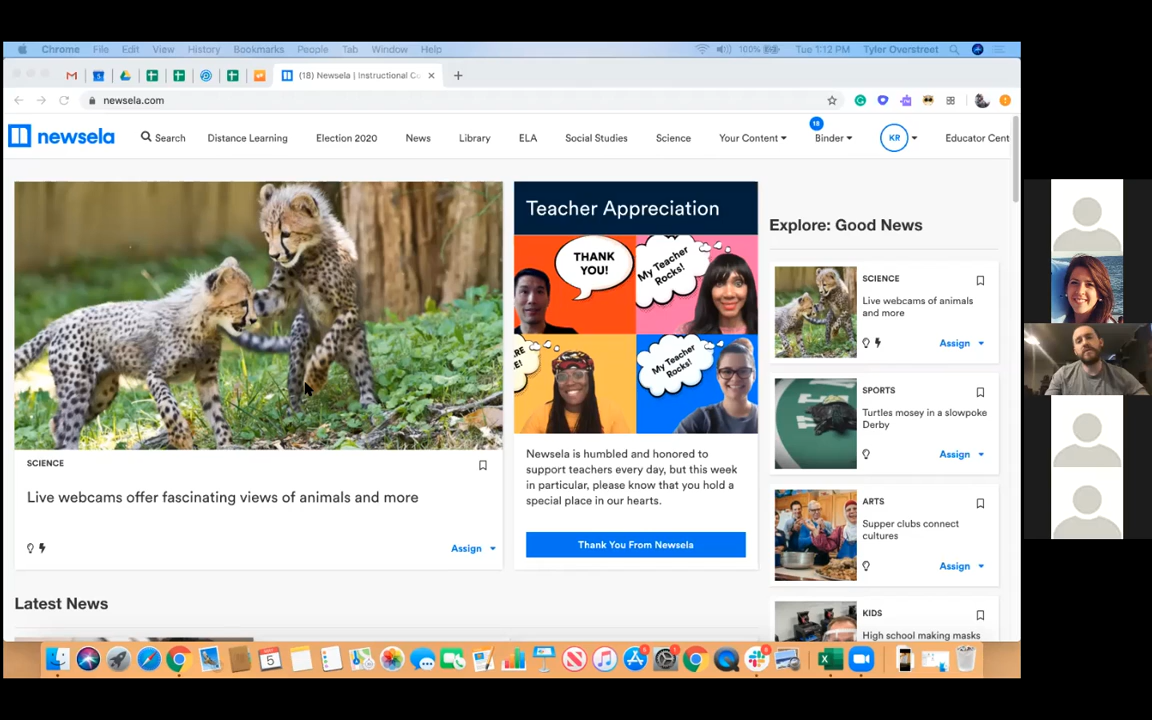 Chrome File Edit View History Bookmarks People Tab Window Help 100% Tue 1:12 PM Tyler Overstreet
(18) Newsela | Instructional Co
newsela.com
newsela Search Distance Learning Election 2020 News Library ELA Social Studies Science Your Content Binder 18 KR Educator Cent
Teacher Appreciation
THANK
YOU!
My Teacher
Rocks!
My Teacher
Rocks!
Newsela is humbled and honored to
support teachers every day, but this week
in particular, please know that you hold a
special place in our hearts.
Thank You From Newsela
SCIENCE
Live webcams offer fascinating views of animals and more
Assign
Latest News
Explore: Good News
SCIENCE
Live webcams of animals
and more
Assign
SPORTS
Turtles mosey in a slowpoke
Derby
Assign
ARTS
Supper clubs connect
cultures
Assign
KIDS
High school making masks
5